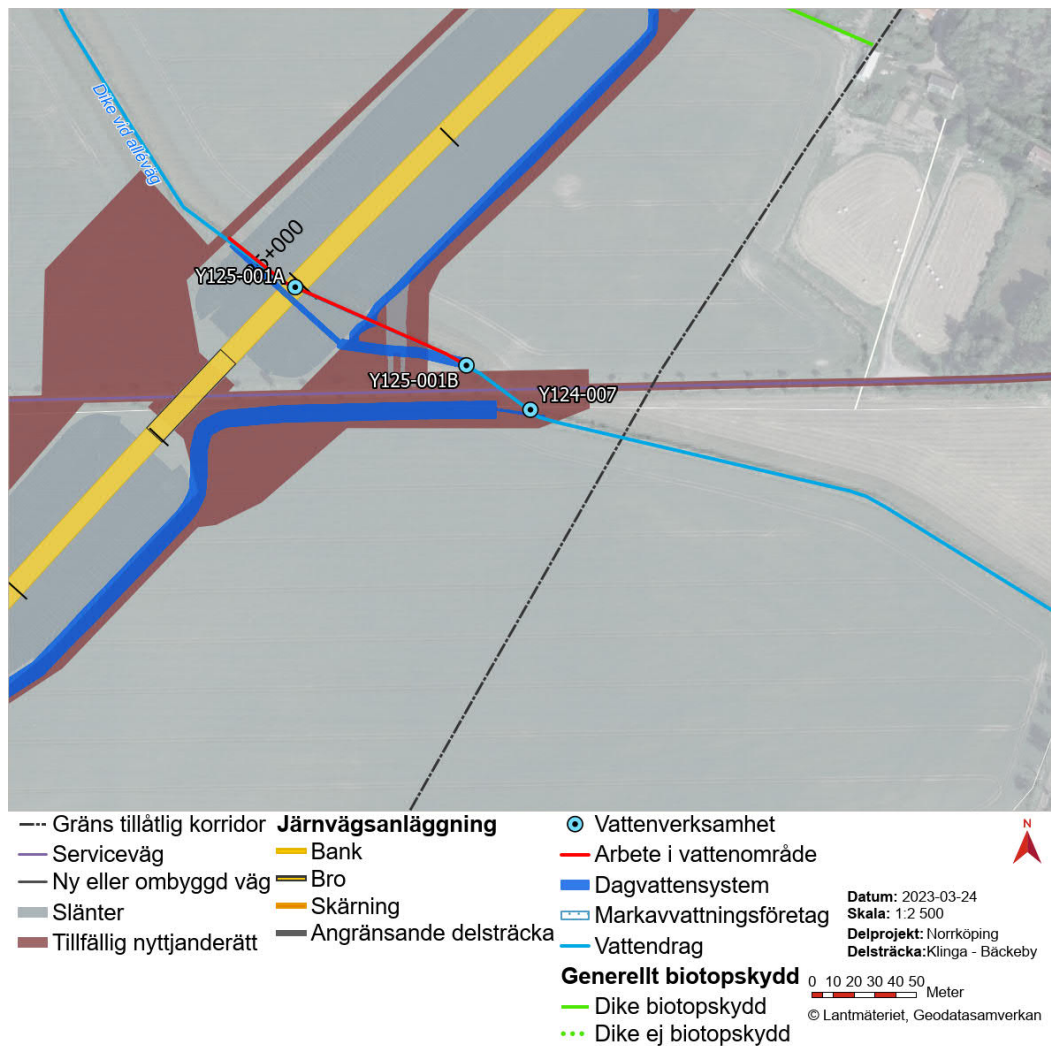 Dike vid alleväg
5+000
Y125-001A
Y125-001B
Y124-007
Gräns tillåtlig korridor
Serviceväg
Ny eller ombyggd väg
Slänter
Tillfällig nyttjanderätt
Järnvägsanläggning
Bank
Bro
Skärning
Angränsande delsträcka
Vattenverksamhet
Arbete i vattenområde
Dagvattensystem
Markavvattningsföretag
Vattendrag
Generellt biotopskydd
Dike biotopskydd
Dike ej biotopskydd
N
Datum: 2023-03-24
Skala: 1:2 500
Delprojekt: Norrköping
Delsträcka:Klinga - Bäckeby
0 10 20 30 40 50
Meter
© Lantmäteriet, Geodatasamverkan